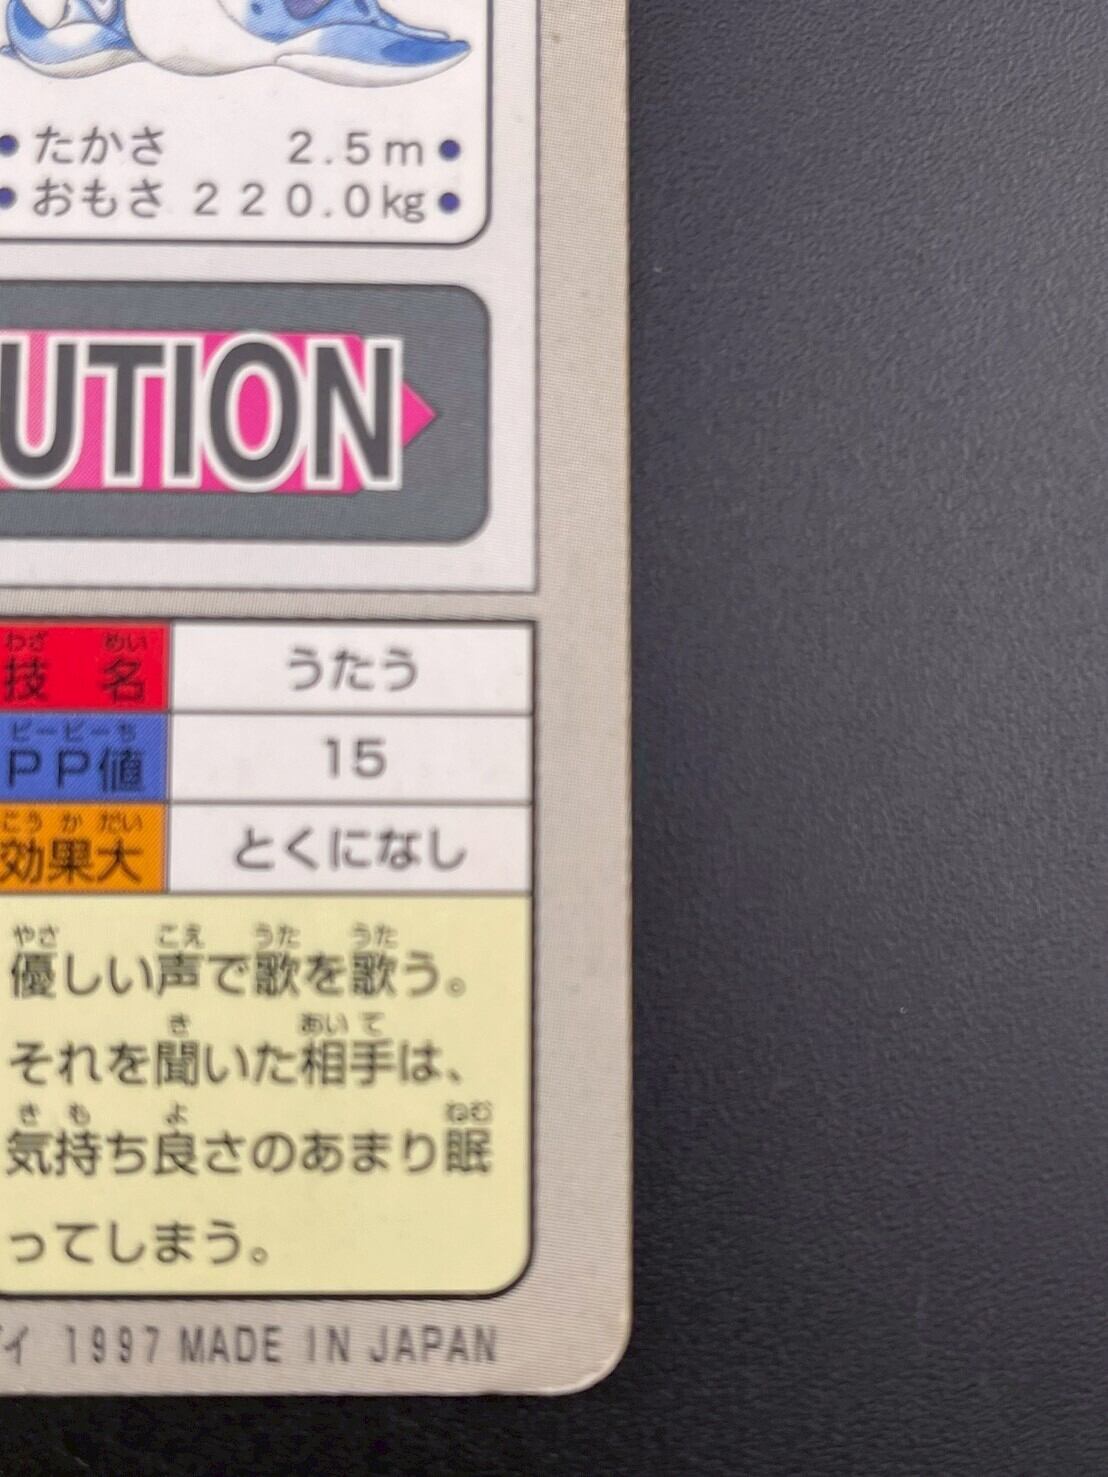 たかさ 2.5m
おもさ 220.0kg
UTION
わざ めい
技 名 うたう
ピーピーち
PP値 15
こう か だい
効果大 とくになし
やさ こえ うた うた
優しい声で歌を歌う。
き あい て
それを聞いた相手は、
き も よ ねむ
気持ち良さのあまり眠
ってしまう。
イ 1997 MADE IN JAPAN